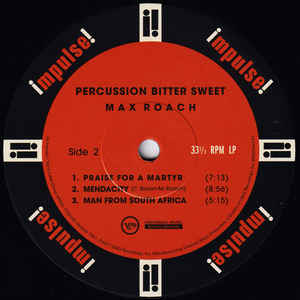 impulse!
PERCUSSION BITTER SWEET
MAX ROACH
Side 2
33⅓ RPM LP
1. PRAISE FOR A MARTYR (7:13)
2. MENDACITY (8:56)
3. MAN FROM SOUTH AFRICA (5:15)
impulse!
impulse!
impulse!